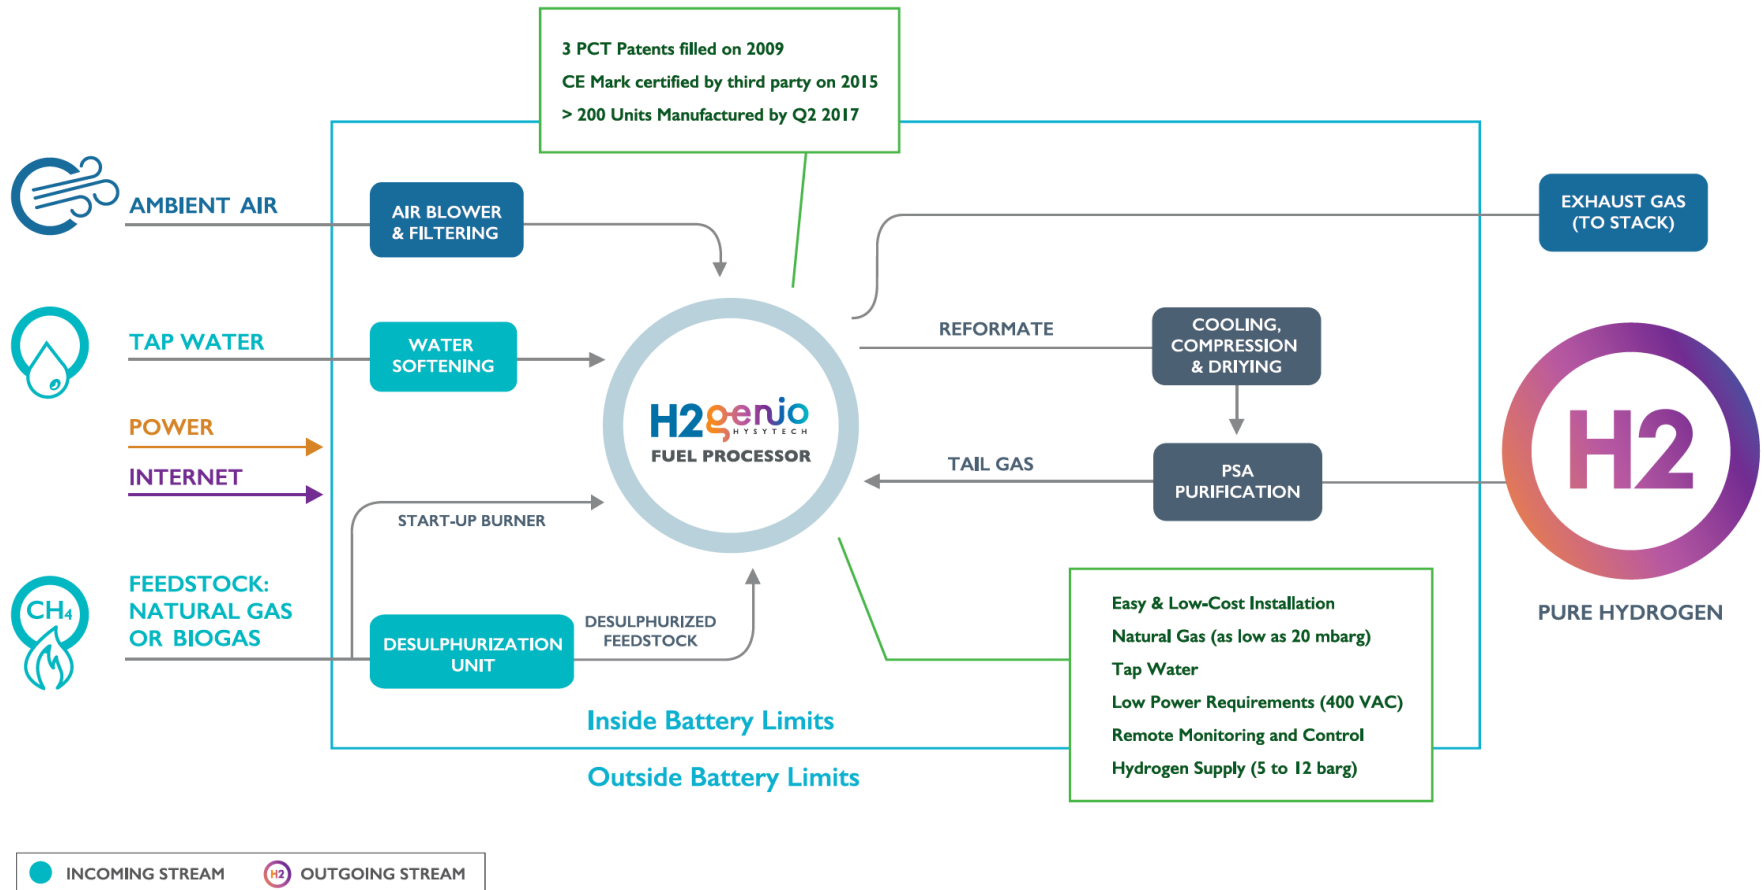 3 PCT Patents filled on 2009
CE Mark certified by third party on 2015
> 200 Units Manufactured by Q2 2017
AMBIENT AIR
AIR BLOWER
& FILTERING
EXHAUST GAS
(TO STACK)
TAP WATER
WATER
SOFTENING
REFORMATE
COOLING,
COMPRESSION
& DRIYING
POWER
INTERNET
H2genio
HYSYTECH
FUEL PROCESSOR
TAIL GAS
PSA
PURIFICATION
H2
PURE HYDROGEN
START-UP BURNER
CH4
FEEDSTOCK:
NATURAL GAS
OR BIOGAS
DESULPHURIZATION
UNIT
DESULPHURIZED
FEEDSTOCK
Easy & Low-Cost Installation
Natural Gas (as low as 20 mbarg)
Tap Water
Low Power Requirements (400 VAC)
Remote Monitoring and Control
Hydrogen Supply (5 to 12 barg)
Inside Battery Limits
Outside Battery Limits
INCOMING STREAM
H2 OUTGOING STREAM